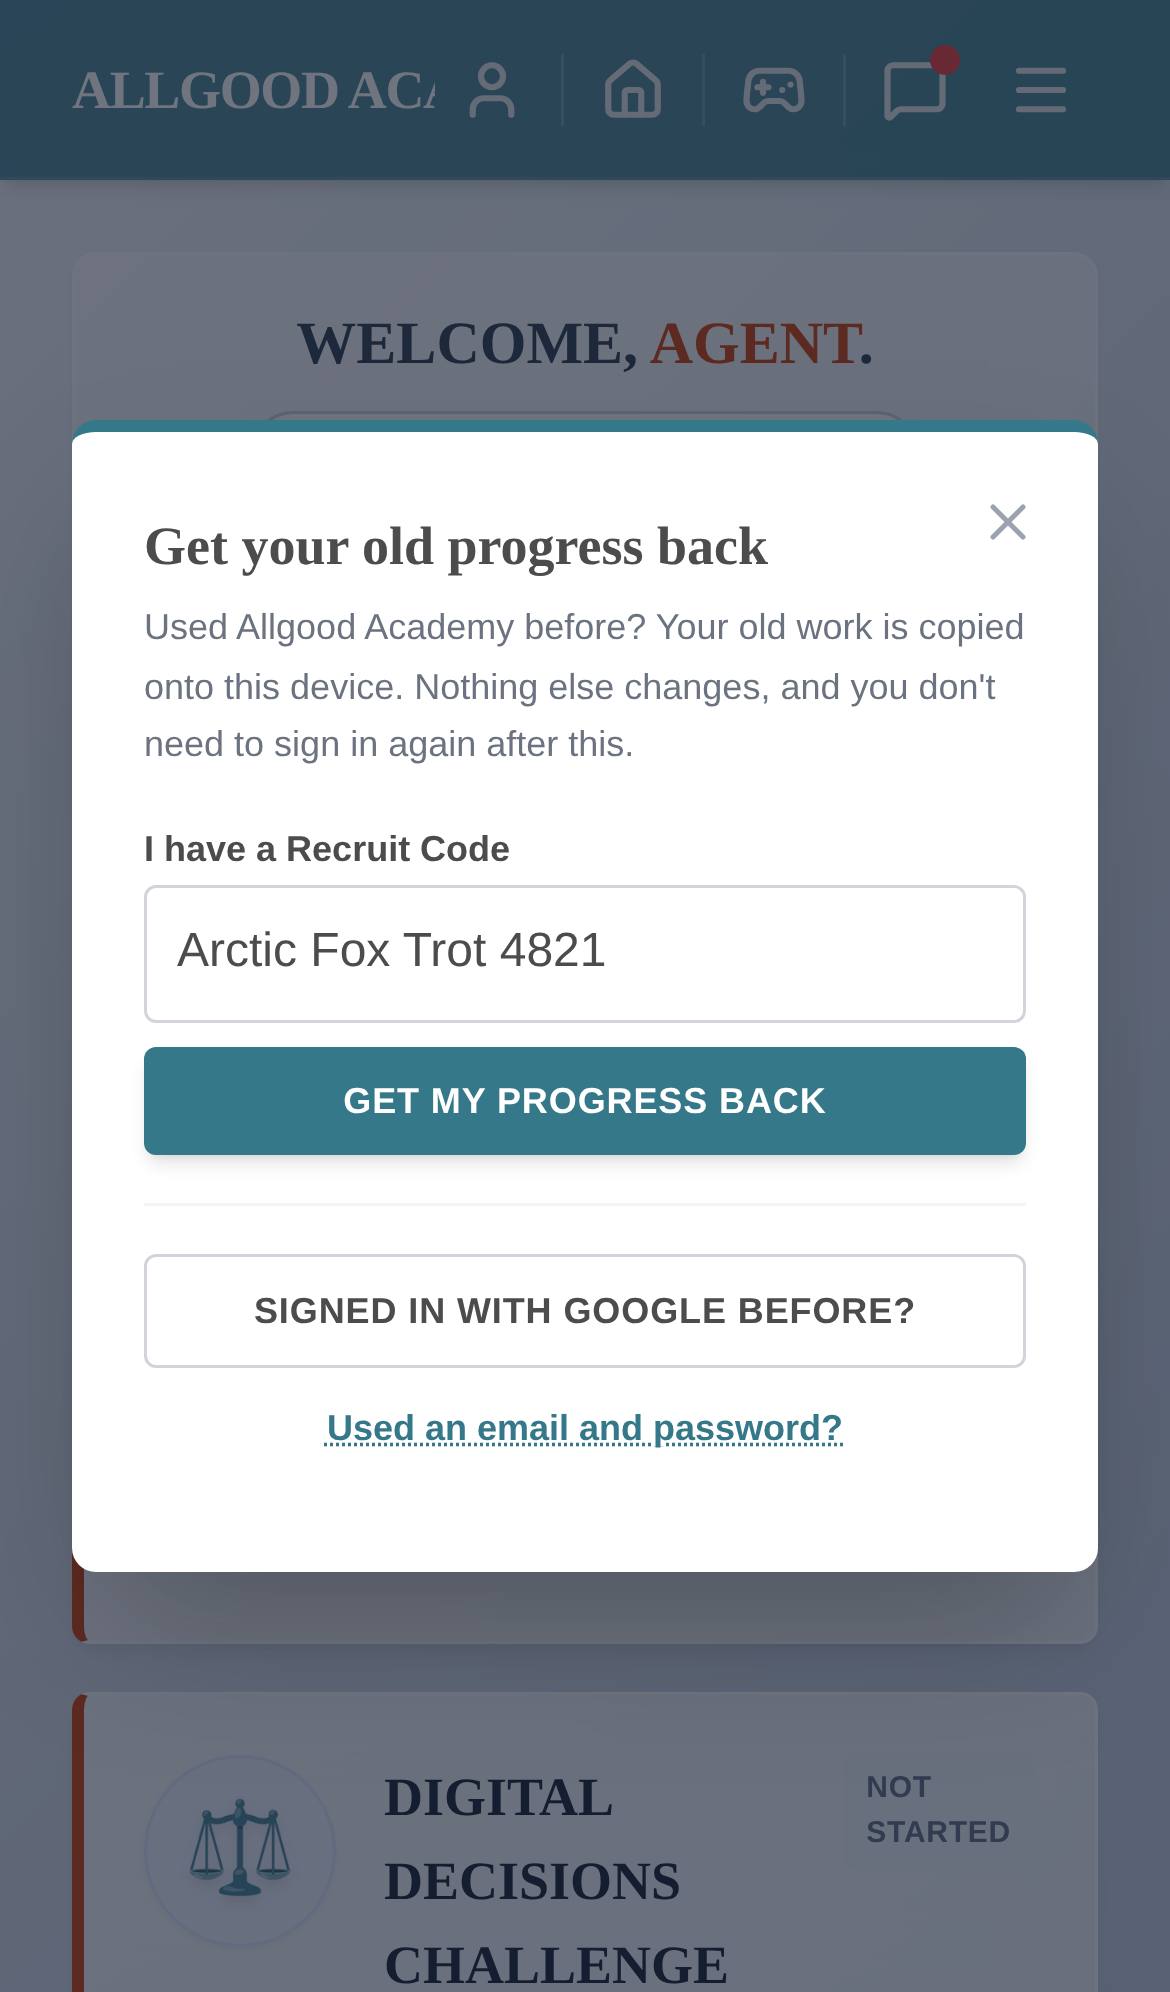 ALLGOOD ACA
WELCOME, AGENT.
Get your old progress back
Used Allgood Academy before? Your old work is copied
onto this device. Nothing else changes, and you don't
need to sign in again after this.
I have a Recruit Code
Arctic Fox Trot 4821
GET MY PROGRESS BACK
SIGNED IN WITH GOOGLE BEFORE?
Used an email and password?
DIGITAL
DECISIONS
CHALLENGE
NOT
STARTED